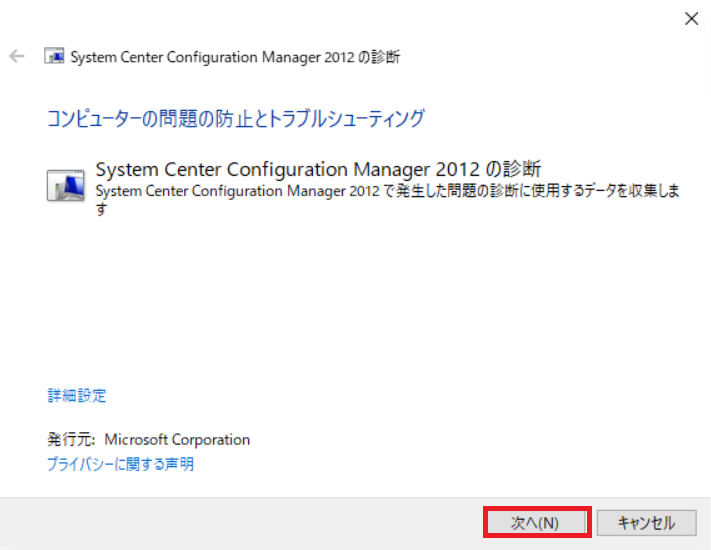 System Center Configuration Manager 2012 の診断
コンピューターの問題の防止とトラブルシューティング
System Center Configuration Manager 2012 の診断
System Center Configuration Manager 2012 で発生した問題の診断に使用するデータを収集しま
す
詳細設定
発行元: Microsoft Corporation
プライバシーに関する声明
次へ(N) キャンセル